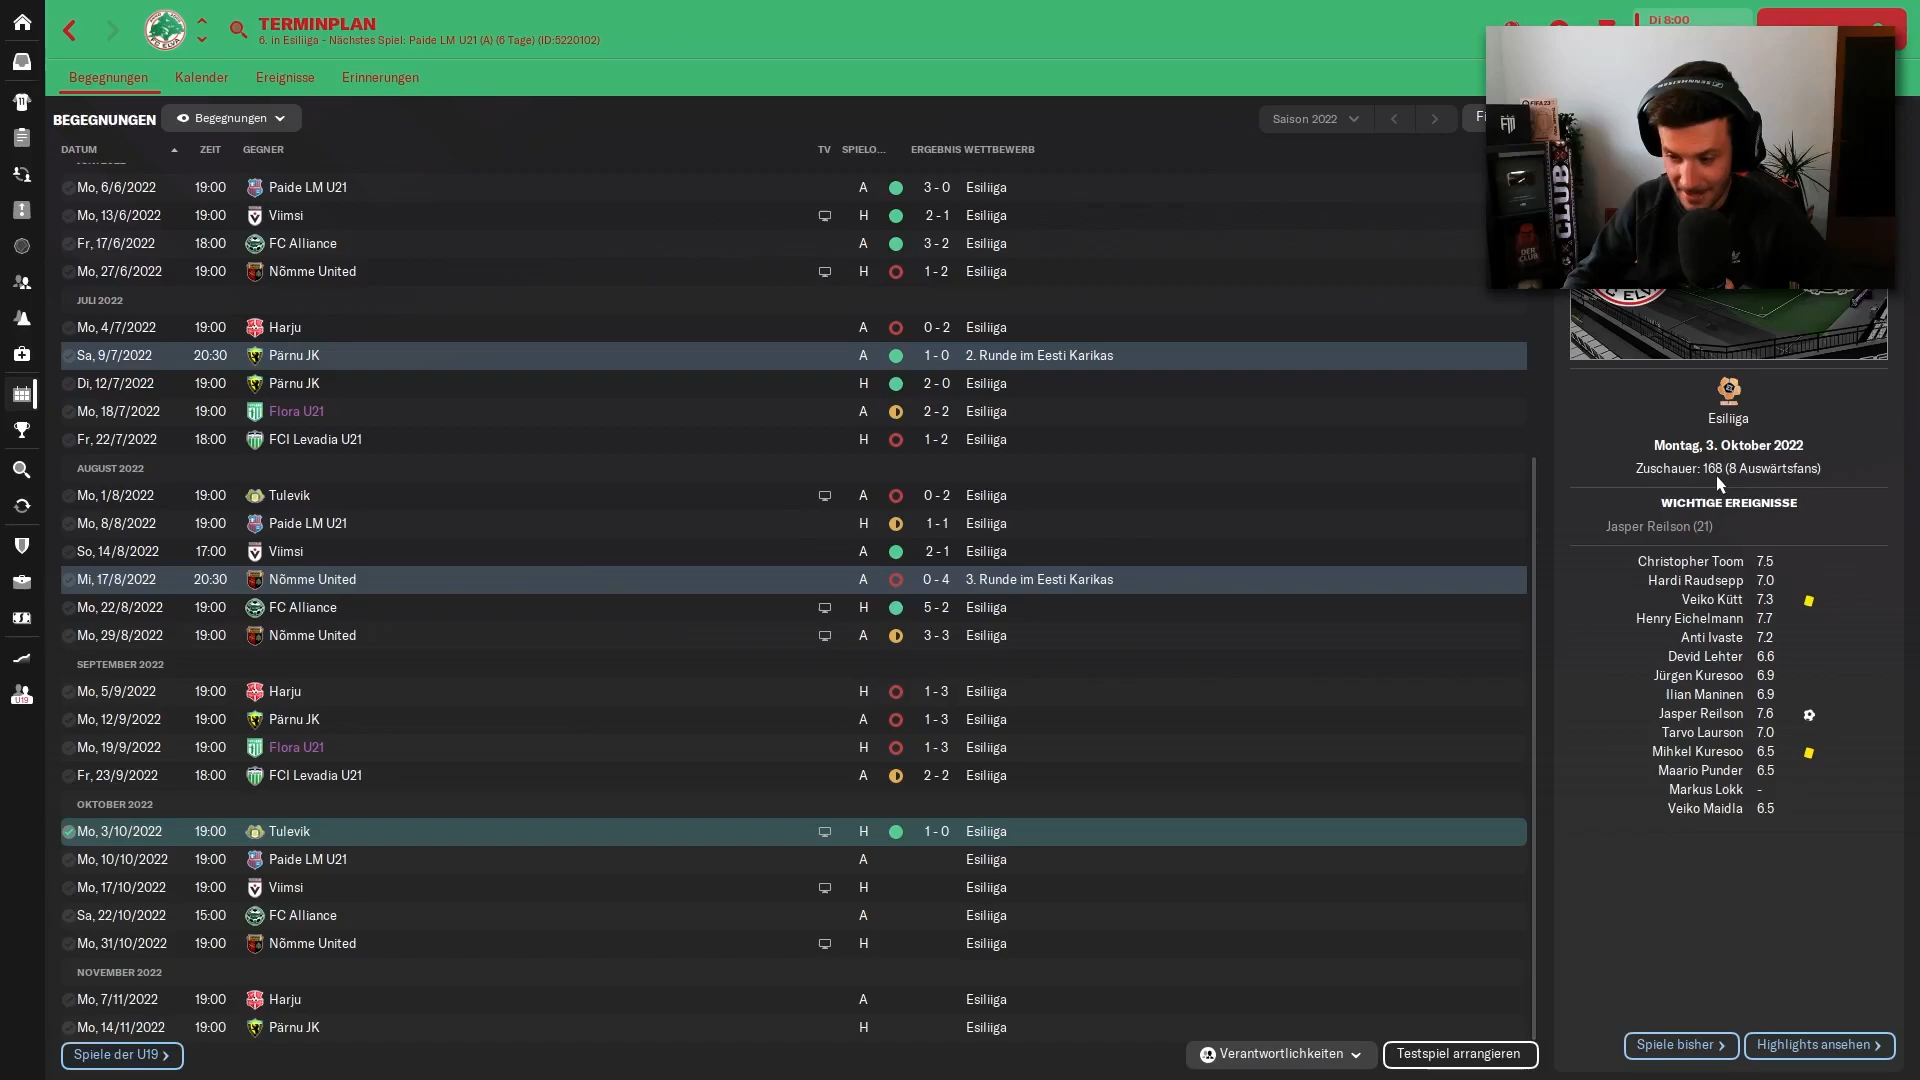 TERMINPLAN
6. in Esiliiga - Nächstes Spiel: Paide LM U21 (A) (6 Tage) (ID:5220102)
Di 8:00
Begegnungen Kalender Ereignisse Erinnerungen
BEGEGNUNGEN Begegnungen Saison 2022
DATUM ZEIT GEGNER TV SPIELO... ERGEBNIS WETTBEWERB
Mo, 6/6/2022 19:00 Paide LM U21 A 3 - 0 Esiliiga
Mo, 13/6/2022 19:00 Viimsi H 2 - 1 Esiliiga
Fr, 17/6/2022 18:00 FC Alliance A 3 - 2 Esiliiga
Mo, 27/6/2022 19:00 Nõmme United H 1 - 2 Esiliiga
JULI 2022
Mo, 4/7/2022 19:00 Harju A 0 - 2 Esiliiga
Sa, 9/7/2022 20:30 Pärnu JK A 1 - 0 2. Runde im Eesti Karikas
Di, 12/7/2022 19:00 Pärnu JK H 2 - 0 Esiliiga
Mo, 18/7/2022 19:00 Flora U21 A 2 - 2 Esiliiga
Fr, 22/7/2022 18:00 FCI Levadia U21 H 1 - 2 Esiliiga
AUGUST 2022
Mo, 1/8/2022 19:00 Tulevik A 0 - 2 Esiliiga
Mo, 8/8/2022 19:00 Paide LM U21 H 1 - 1 Esiliiga
So, 14/8/2022 17:00 Viimsi A 2 - 1 Esiliiga
Mi, 17/8/2022 20:30 Nõmme United A 0 - 4 3. Runde im Eesti Karikas
Mo, 22/8/2022 19:00 FC Alliance H 5 - 2 Esiliiga
Mo, 29/8/2022 19:00 Nõmme United A 3 - 3 Esiliiga
SEPTEMBER 2022
Mo, 5/9/2022 19:00 Harju H 1 - 3 Esiliiga
Mo, 12/9/2022 19:00 Pärnu JK A 1 - 3 Esiliiga
Mo, 19/9/2022 19:00 Flora U21 H 1 - 3 Esiliiga
Fr, 23/9/2022 18:00 FCI Levadia U21 A 2 - 2 Esiliiga
OKTOBER 2022
Mo, 3/10/2022 19:00 Tulevik H 1 - 0 Esiliiga
Mo, 10/10/2022 19:00 Paide LM U21 A Esiliiga
Mo, 17/10/2022 19:00 Viimsi H Esiliiga
Sa, 22/10/2022 15:00 FC Alliance A Esiliiga
Mo, 31/10/2022 19:00 Nõmme United H Esiliiga
NOVEMBER 2022
Mo, 7/11/2022 19:00 Harju A Esiliiga
Mo, 14/11/2022 19:00 Pärnu JK H Esiliiga
Spiele der U19 Verantwortlichkeiten Testspiel arrangieren
FIFA 23
CLUB
DER CLUB
Esiliiga
Montag, 3. Oktober 2022
Zuschauer: 168 (8 Auswärtsfans)
WICHTIGE EREIGNISSE
Jasper Reilson (21)
Christopher Toom 7.5
Hardi Raudsepp 7.0
Veiko Kütt 7.3
Henry Eichelmann 7.7
Anti Ivaste 7.2
Devid Lehter 6.6
Jürgen Kuresoo 6.9
Ilian Maninen 6.9
Jasper Reilson 7.6
Tarvo Laurson 7.0
Mihkel Kuresoo 6.5
Maario Punder 6.5
Markus Lokk -
Veiko Maidla 6.5
Spiele bisher Highlights ansehen